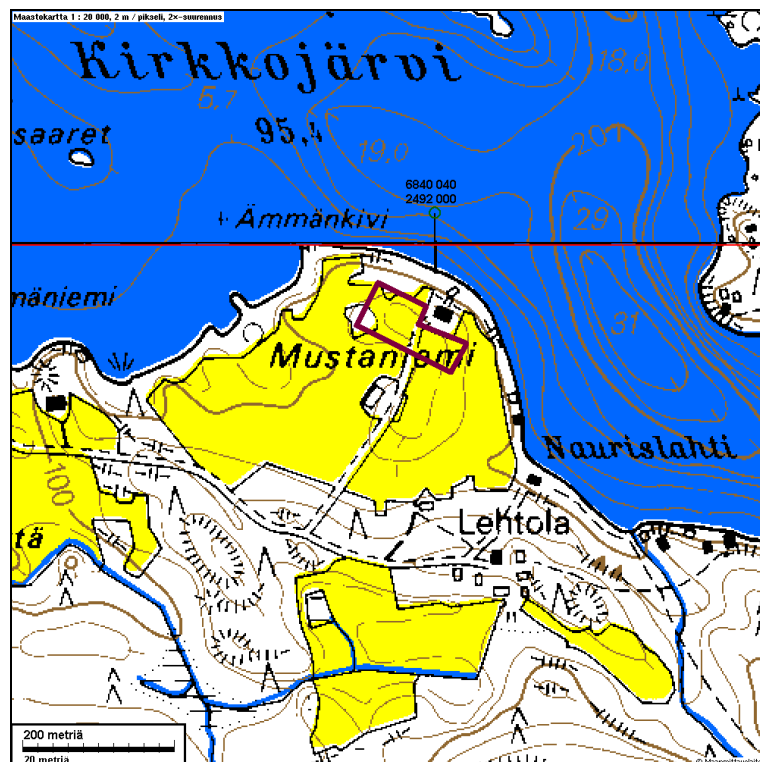 Maastokartta 1 : 20 000, 2 m / pikseli, 2×-suurennus
Kirkkojärvi
18,0
5,7
95,4
saaret
19,0
20
6840 040
2492 000
Ämmänkivi
29
mäniemi
31
Mustaniemi
Naurislahti
100
Lehtola
tä
200 metriä
20 metriä